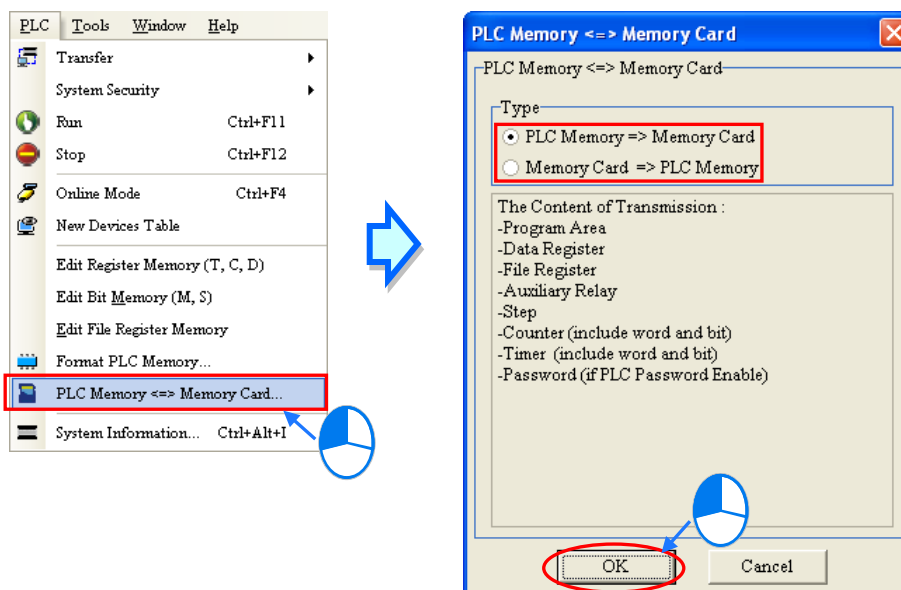 PLC Tools Window Help
Transfer
System Security
Run Ctrl+F11
Stop Ctrl+F12
Online Mode Ctrl+F4
New Devices Table
Edit Register Memory (T, C, D)
Edit Bit Memory (M, S)
Edit File Register Memory
Format PLC Memory...
PLC Memory <=> Memory Card...
System Information... Ctrl+Alt+I
PLC Memory <=> Memory Card
PLC Memory <=> Memory Card
Type
PLC Memory => Memory Card
Memory Card => PLC Memory
The Content of Transmission :
-Program Area
-Data Register
-File Register
-Auxiliary Relay
-Step
-Counter (include word and bit)
-Timer (include word and bit)
-Password (if PLC Password Enable)
OK Cancel